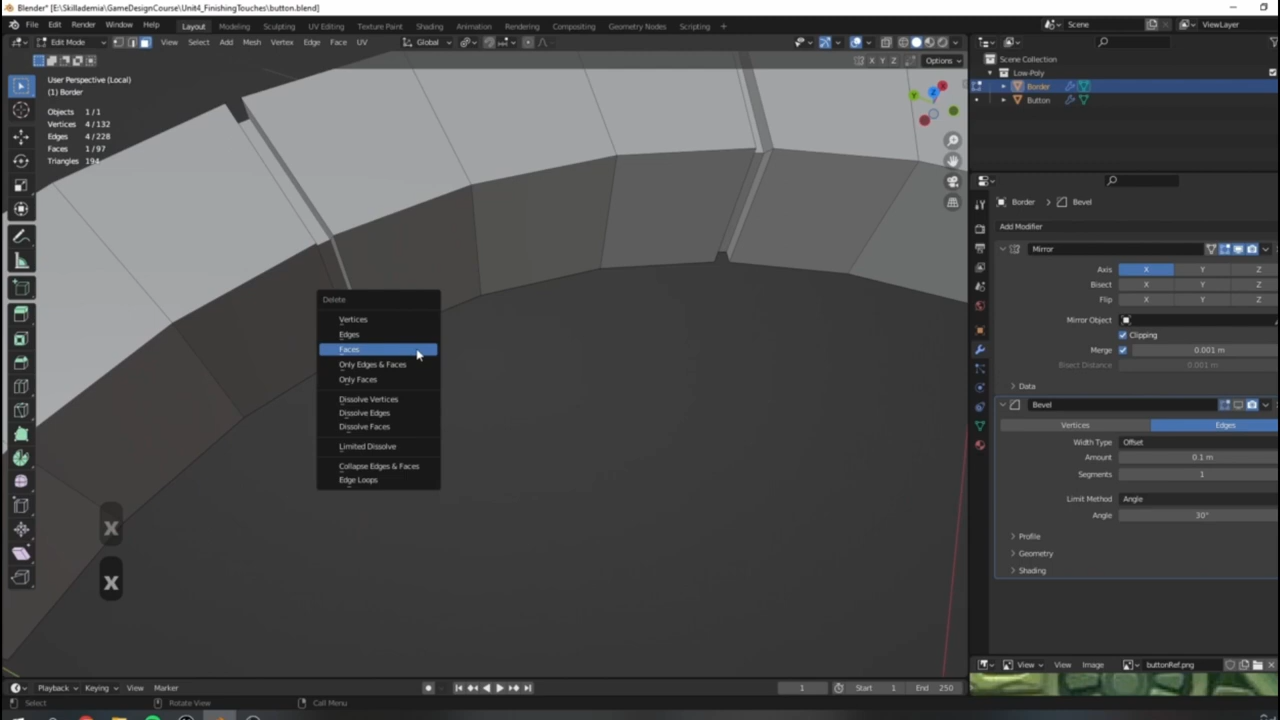 Blender* [E:\Skillademia\GameDesignCourse\Unit4_FinishingTouches\button.blend]
File Edit Render Window Help Layout Modeling Sculpting UV Editing Texture Paint Shading Animation Rendering Compositing Geometry Nodes Scripting + Scene ViewLayer
Edit Mode View Select Add Mesh Vertex Edge Face UV Global
X Y Z Options
User Perspective (Local)
(1) Border
Objects 1/1
Vertices 4/132
Edges 4/228
Faces 1/97
Triangles 194
Scene Collection
Low-Poly
Border
Button
Border > Bevel
Add Modifier
Mirror
Axis X Y Z
Bisect X Y Z
Flip X Y Z
Mirror Object
Clipping
Merge 0.001 m
Bisect Distance 0.001 m
Data
Bevel
Vertices Edges
Width Type Offset
Amount 0.1 m
Segments 1
Limit Method Angle
Angle 30°
Profile
Geometry
Shading
Delete
Vertices
Edges
Faces
Only Edges & Faces
Only Faces
Dissolve Vertices
Dissolve Edges
Dissolve Faces
Limited Dissolve
Collapse Edges & Faces
Edge Loops
X
X
View View Image buttonRef.png
Playback Keying View Marker 1 Start 1 End 250
Select Rotate View Call Menu